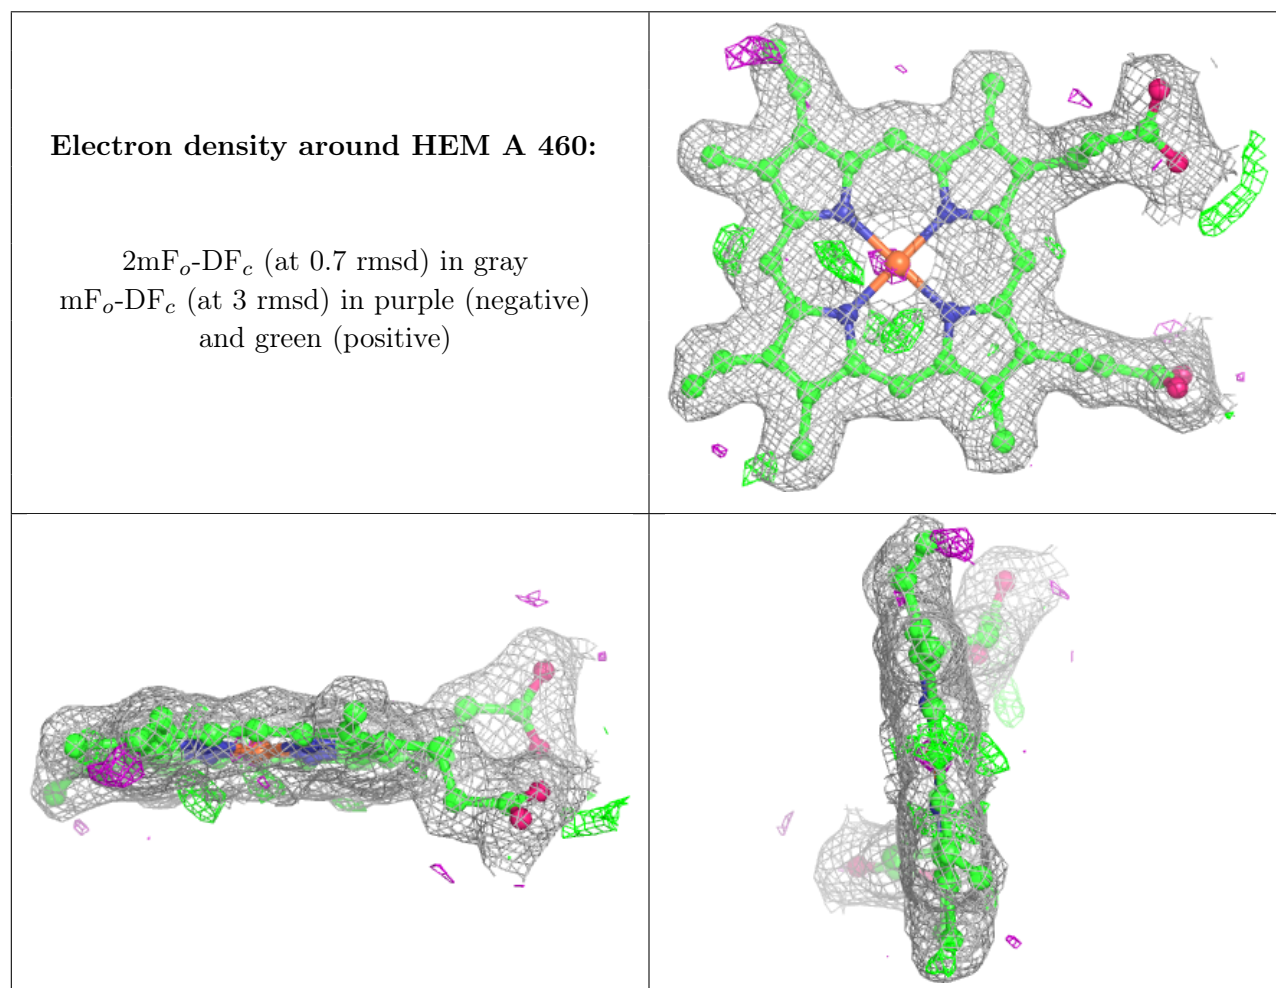 Electron density around HEM A 460:
2mFo-DFc (at 0.7 rmsd) in gray
mFo-DFc (at 3 rmsd) in purple (negative)
and green (positive)